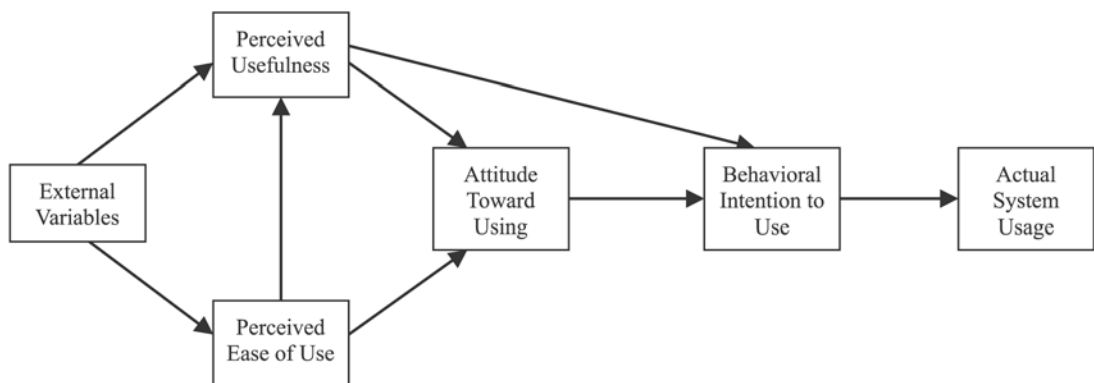 Perceived
Usefulness
External
Variables
Attitude
Toward
Using
Behavioral
Intention to
Use
Actual
System
Usage
Perceived
Ease of Use